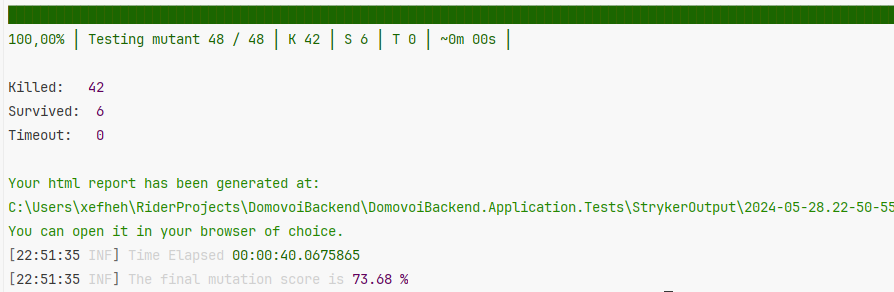 100,00% │ Testing mutant 48 / 48 │ K 42 │ S 6 │ T 0 │ ~0m 00s │
Killed: 42
Survived: 6
Timeout: 0
Your html report has been generated at:
C:\Users\xefheh\RiderProjects\DomovoiBackend\DomovoiBackend.Application.Tests\StrykerOutput\2024-05-28.22-50-55
You can open it in your browser of choice.
[22:51:35 INF] Time Elapsed 00:00:40.0675865
[22:51:35 INF] The final mutation score is 73.68 %